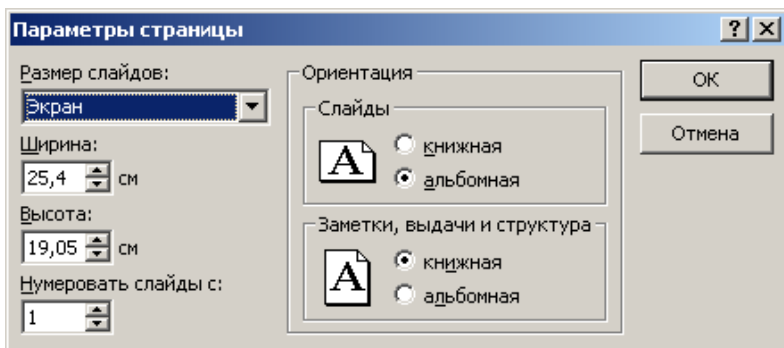 Параметры страницы
Размер слайдов:
Экран
Ширина:
25,4 см
Высота:
19,05 см
Нумеровать слайды с:
1
Ориентация
Слайды
A
книжная
альбомная
Заметки, выдачи и структура
A
книжная
альбомная
OK
Отмена